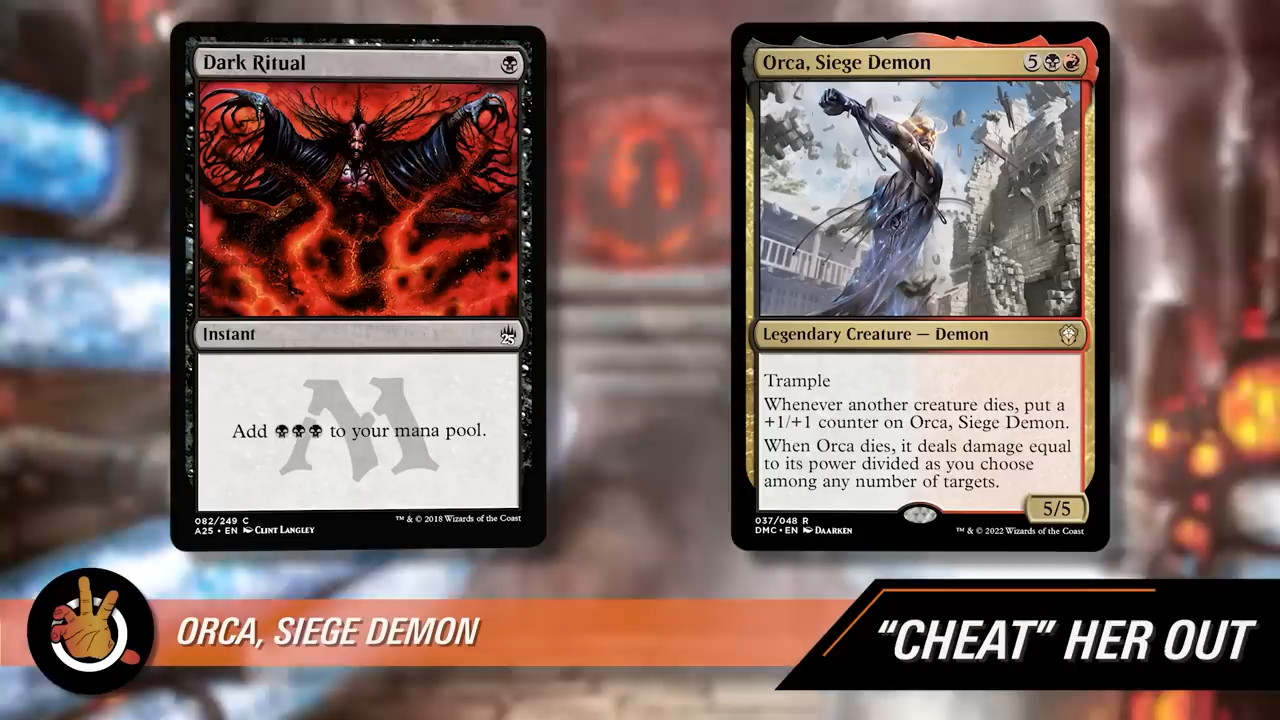 Dark Ritual
Instant
25
Add to your mana pool.
082/249 C
A25 • EN CLINT LANGLEY
™ & © 2018 Wizards of the Coast
Orca, Siege Demon
5
Legendary Creature — Demon
Trample
Whenever another creature dies, put a
+1/+1 counter on Orca, Siege Demon.
When Orca dies, it deals damage equal
to its power divided as you choose
among any number of targets.
5/5
037/048 R
DMC • EN DAARKEN
™ & © 2022 Wizards of the Coast
ORCA, SIEGE DEMON
“CHEAT” HER OUT